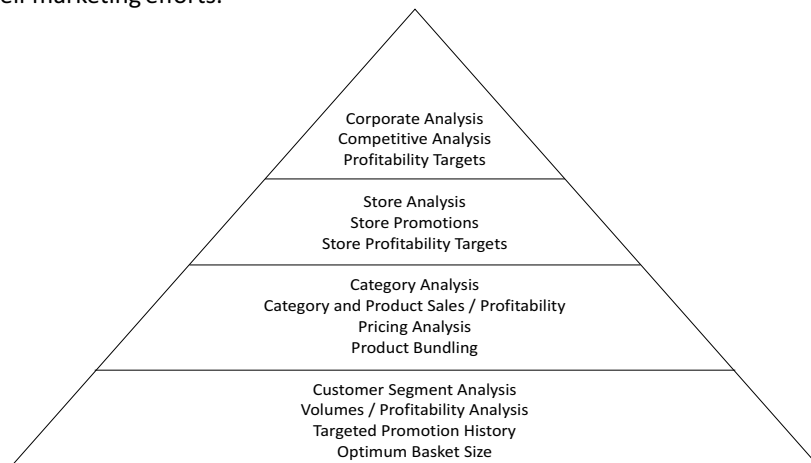 marketing efforts.
Corporate Analysis
Competitive Analysis
Profitability Targets
Store Analysis
Store Promotions
Store Profitability Targets
Category Analysis
Category and Product Sales / Profitability
Pricing Analysis
Product Bundling
Customer Segment Analysis
Volumes / Profitability Analysis
Targeted Promotion History
Optimum Basket Size